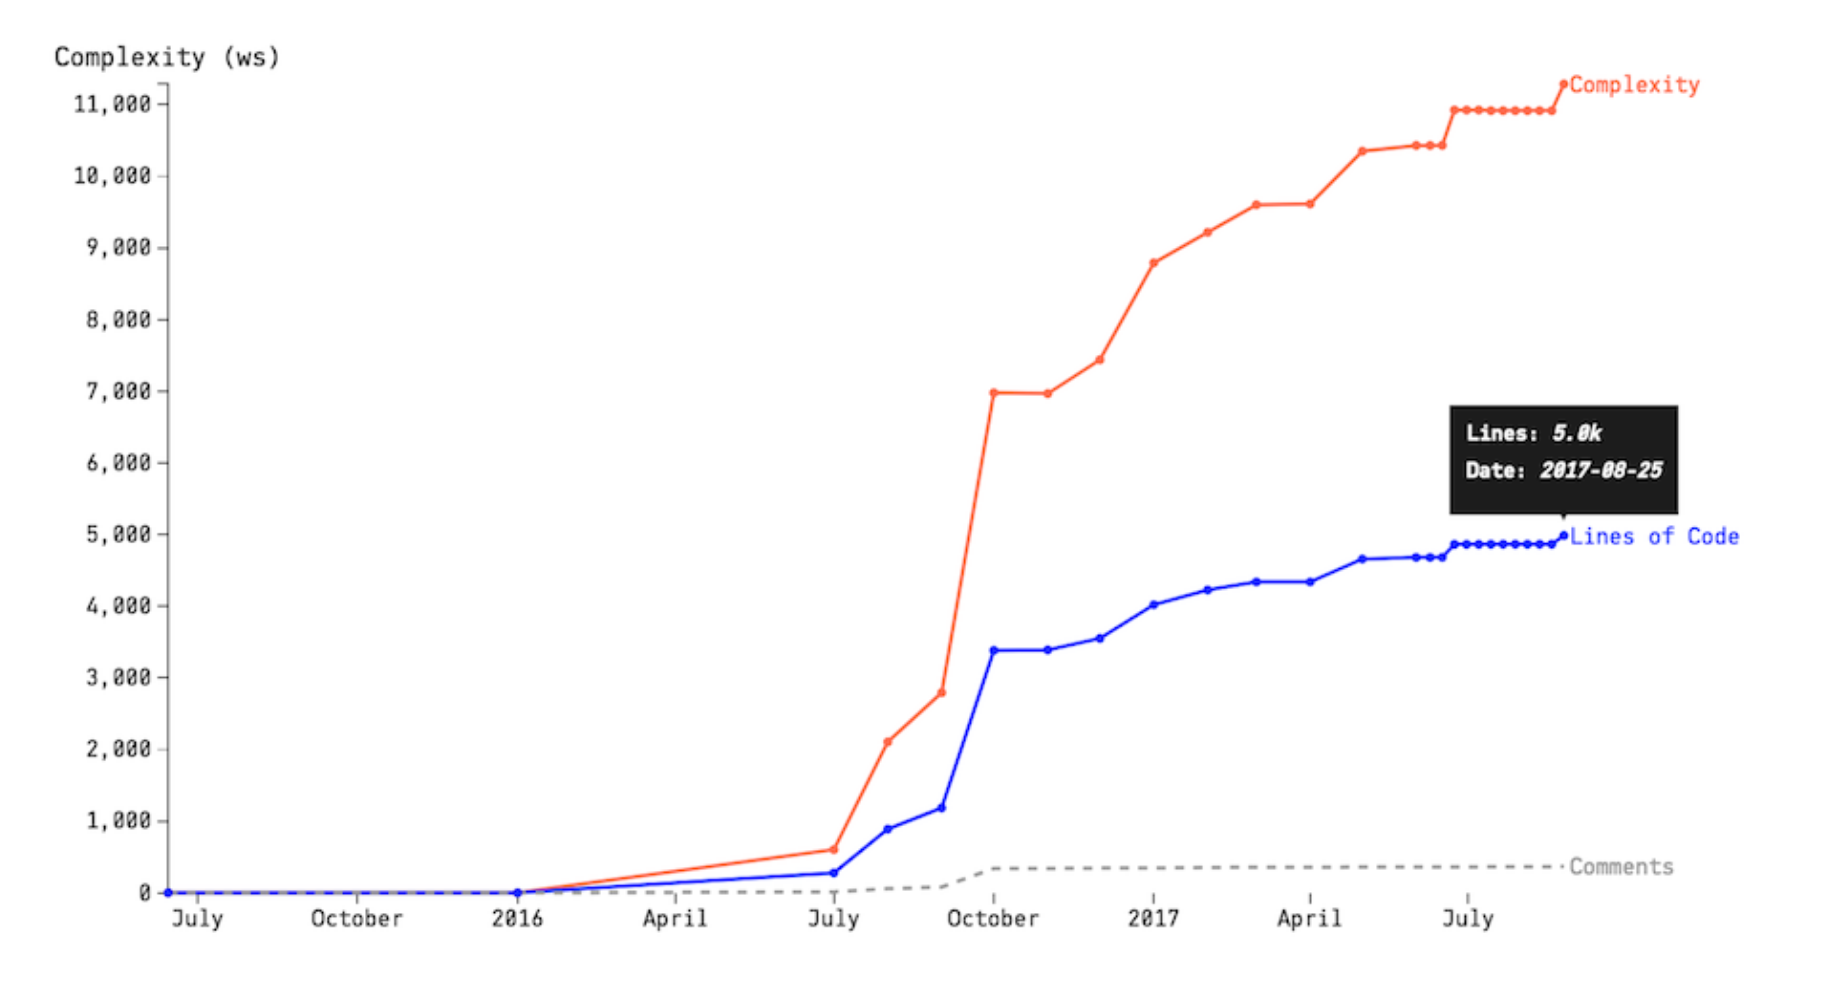 Complexity (ws)
11,000
Complexity
10,000
9,000
8,000
7,000
6,000
Lines: 5.0k
Date: 2017-08-25
5,000
Lines of Code
4,000
3,000
2,000
1,000
Comments
0
July October 2016 April July October 2017 April July